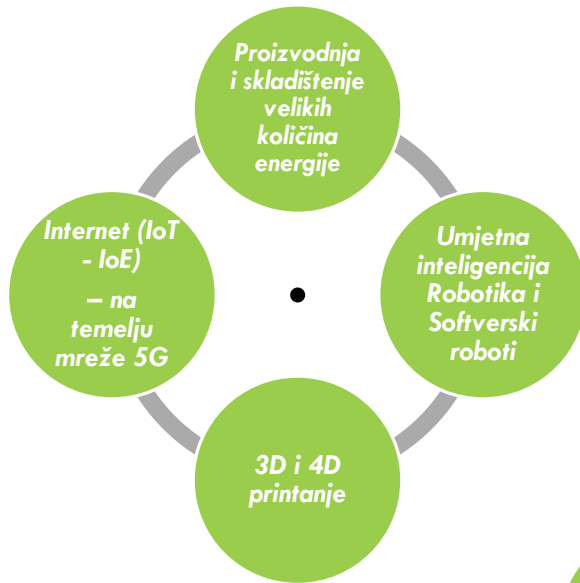 Proizvodnja
i skladištenje
velikih
količina
energije
Internet (IoT
- IoE)
– na
temelju
mreže 5G
Umjetna
inteligencija
Robotika i
Softverski
roboti
3D i 4D
printanje